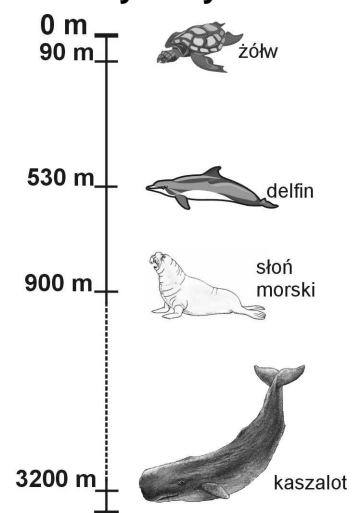 0 m
90 m
żółw
530 m
delfin
słoń
morski
900 m
3200 m
kaszalot